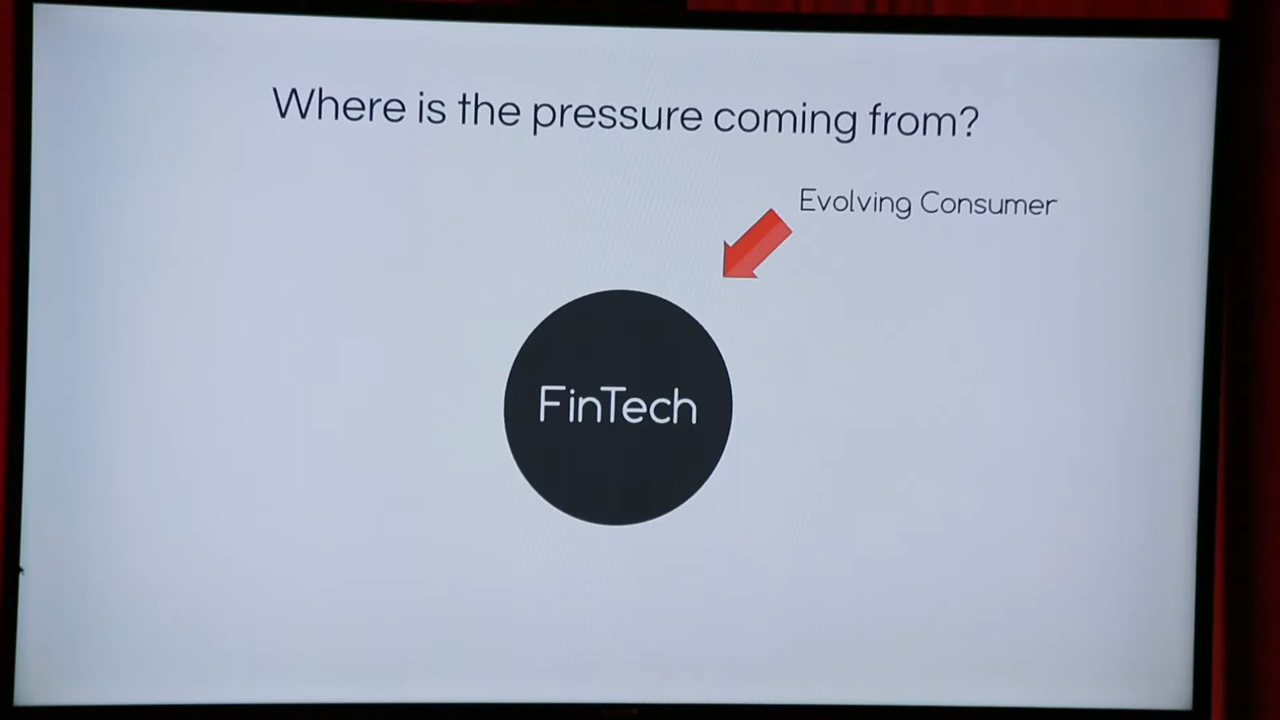 Where is the pressure coming from?
Evolving Consumer
FinTech